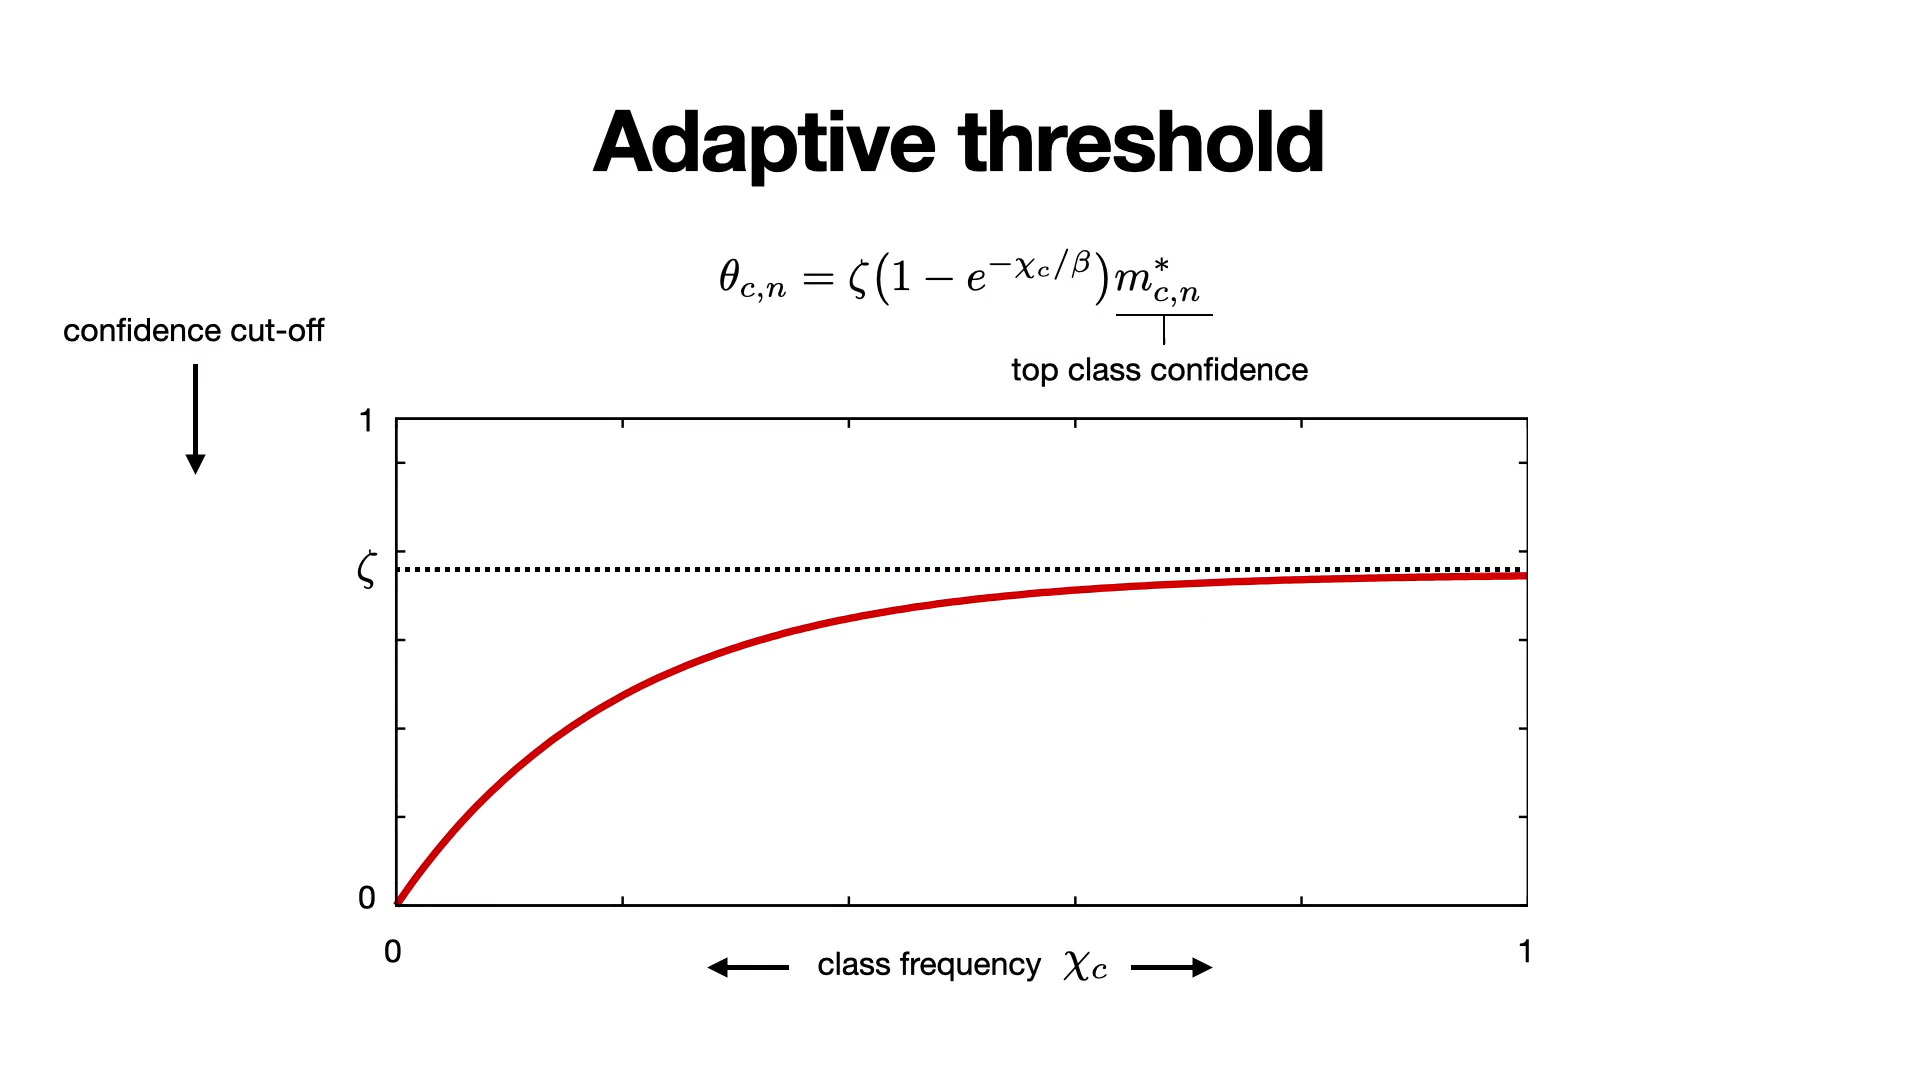 Adaptive threshold
θ_{c,n} = ζ(1 − e^{−χ_c/β})m^*_{c,n}
confidence cut-off
top class confidence
1
ζ
0
0
class frequency χ_c
1